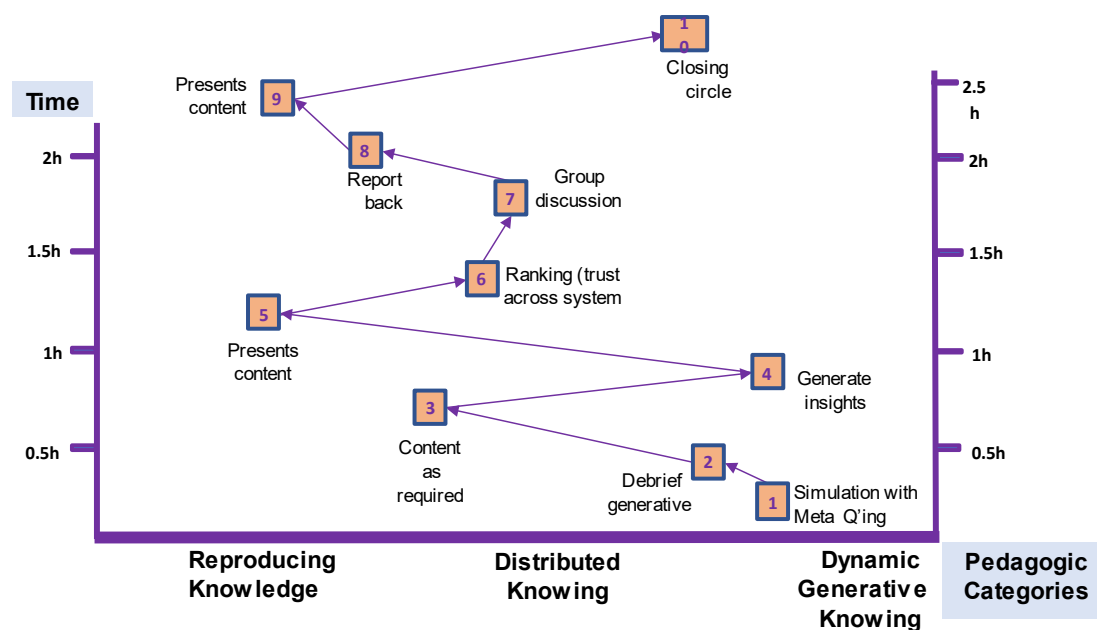 1
0
Closing
circle
Presents
content
9
2.5
h
Time
8
Report
back
2h
2h
Group
discussion
7
1.5h
1.5h
6
Ranking (trust
across system
5
Presents
content
1h
1h
4
Generate
insights
3
Content
as
required
0.5h
0.5h
2
Debrief
generative
1
Simulation with
Meta Q'ing
Reproducing
Knowledge
Distributed
Knowing
Dynamic
Generative
Knowing
Pedagogic
Categories